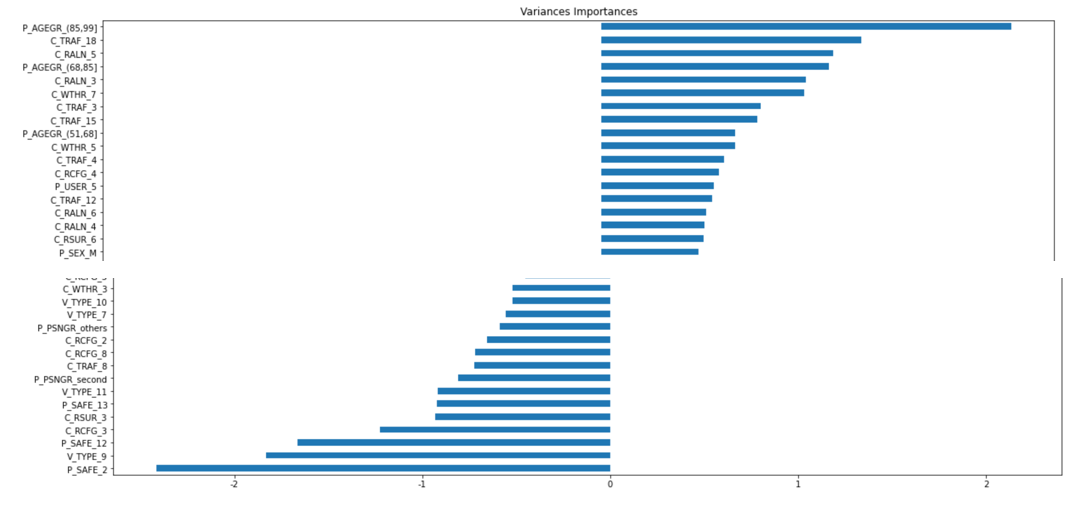 Variances Importances
P_AGEGR_(85,99]
C_TRAF_18
C_RALN_5
P_AGEGR_(68,85]
C_RALN_3
C_WTHR_7
C_TRAF_3
C_TRAF_15
P_AGEGR_(51,68]
C_WTHR_5
C_TRAF_4
C_RCFG_4
P_USER_5
C_TRAF_12
C_RALN_6
C_RALN_4
C_RSUR_6
P_SEX_M
C_WTHR_3
V_TYPE_10
V_TYPE_7
P_PSNGR_others
C_RCFG_2
C_RCFG_8
C_TRAF_8
P_PSNGR_second
V_TYPE_11
P_SAFE_13
C_RSUR_3
C_RCFG_3
P_SAFE_12
V_TYPE_9
P_SAFE_2
-2 -1 0 1 2